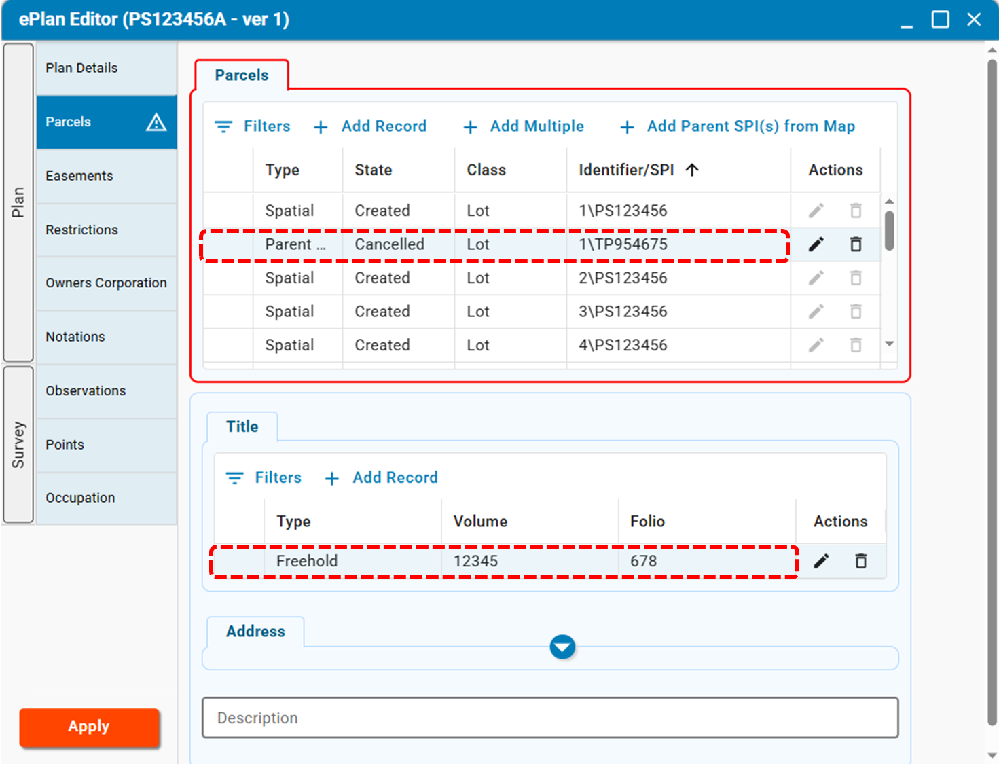 ePlan Editor (PS123456A - ver 1)
Plan
Survey
Plan Details
Parcels
Easements
Restrictions
Owners Corporation
Notations
Observations
Points
Occupation
Apply
Parcels
Filters + Add Record + Add Multiple + Add Parent SPI(s) from Map
Type State Class Identifier/SPI Actions
Spatial Created Lot 1\PS123456
Parent ... Cancelled Lot 1\TP954675
Spatial Created Lot 2\PS123456
Spatial Created Lot 3\PS123456
Spatial Created Lot 4\PS123456
Title
Filters + Add Record
Type Volume Folio Actions
Freehold 12345 678
Address
Description